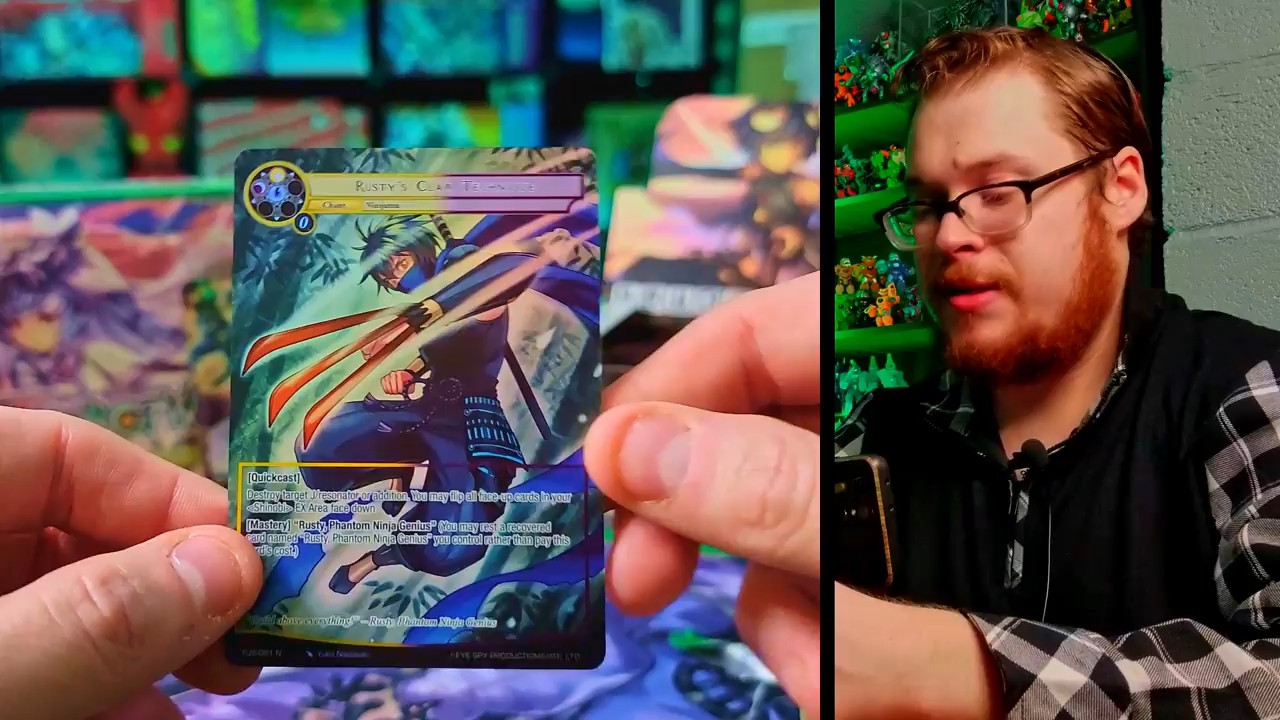 RUSTY'S CLAW TECHNIQUE
Chant Ninjutsu
0
[Quickcast]
Destroy target J/resonator or addition. You may flip all face-up cards in your
<Shinobi> EX Area face down.
[Mastery] "Rusty, Phantom Ninja Genius" (You may rest a recovered
card named "Rusty, Phantom Ninja Genius" you control rather than pay this
card's cost.)
above everything!" —Rusty, Phantom Ninja Genius
©EYE SPY PRODUCTIONS PTE. LTD.